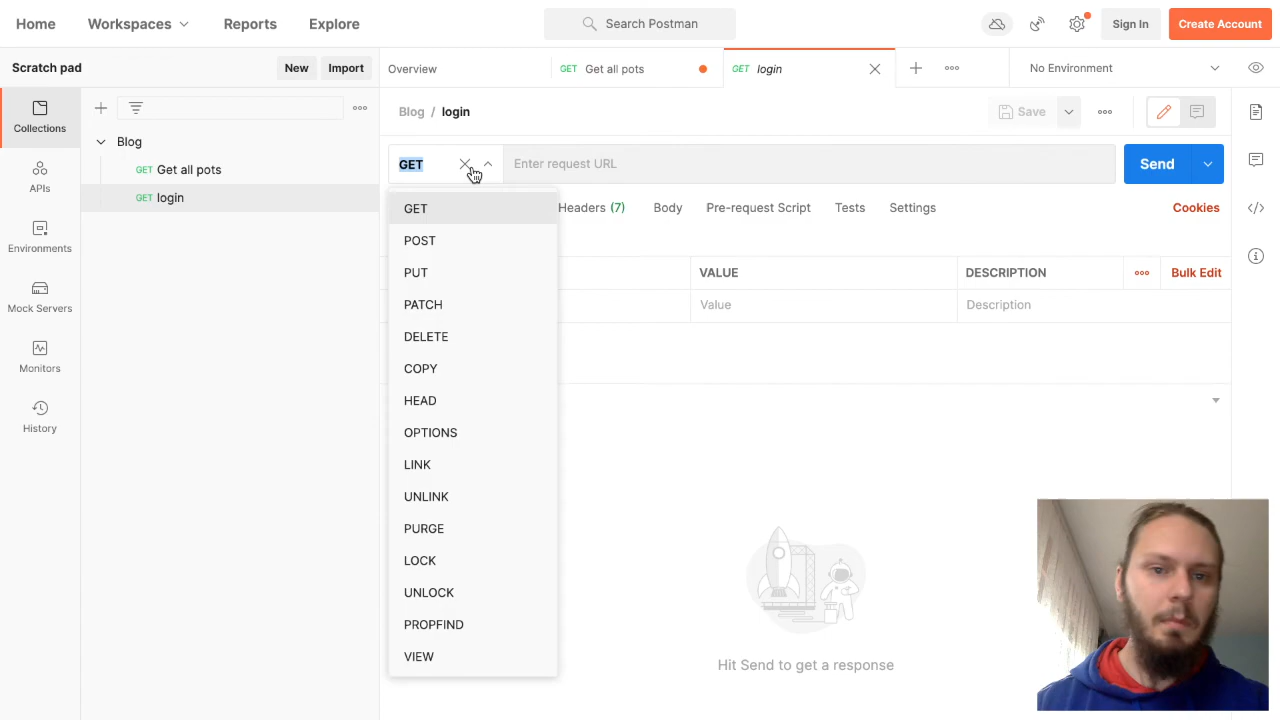 Home Workspaces Reports Explore Search Postman Sign In Create Account
Scratch pad New Import Overview GET Get all pots GET login No Environment
Collections
APIs
Environments
Mock Servers
Monitors
History
Blog
GET Get all pots
GET login
Blog / login Save
GET Enter request URL Send
Headers (7) Body Pre-request Script Tests Settings Cookies
VALUE DESCRIPTION Bulk Edit
Value Description
GET
POST
PUT
PATCH
DELETE
COPY
HEAD
OPTIONS
LINK
UNLINK
PURGE
LOCK
UNLOCK
PROPFIND
VIEW
Hit Send to get a response